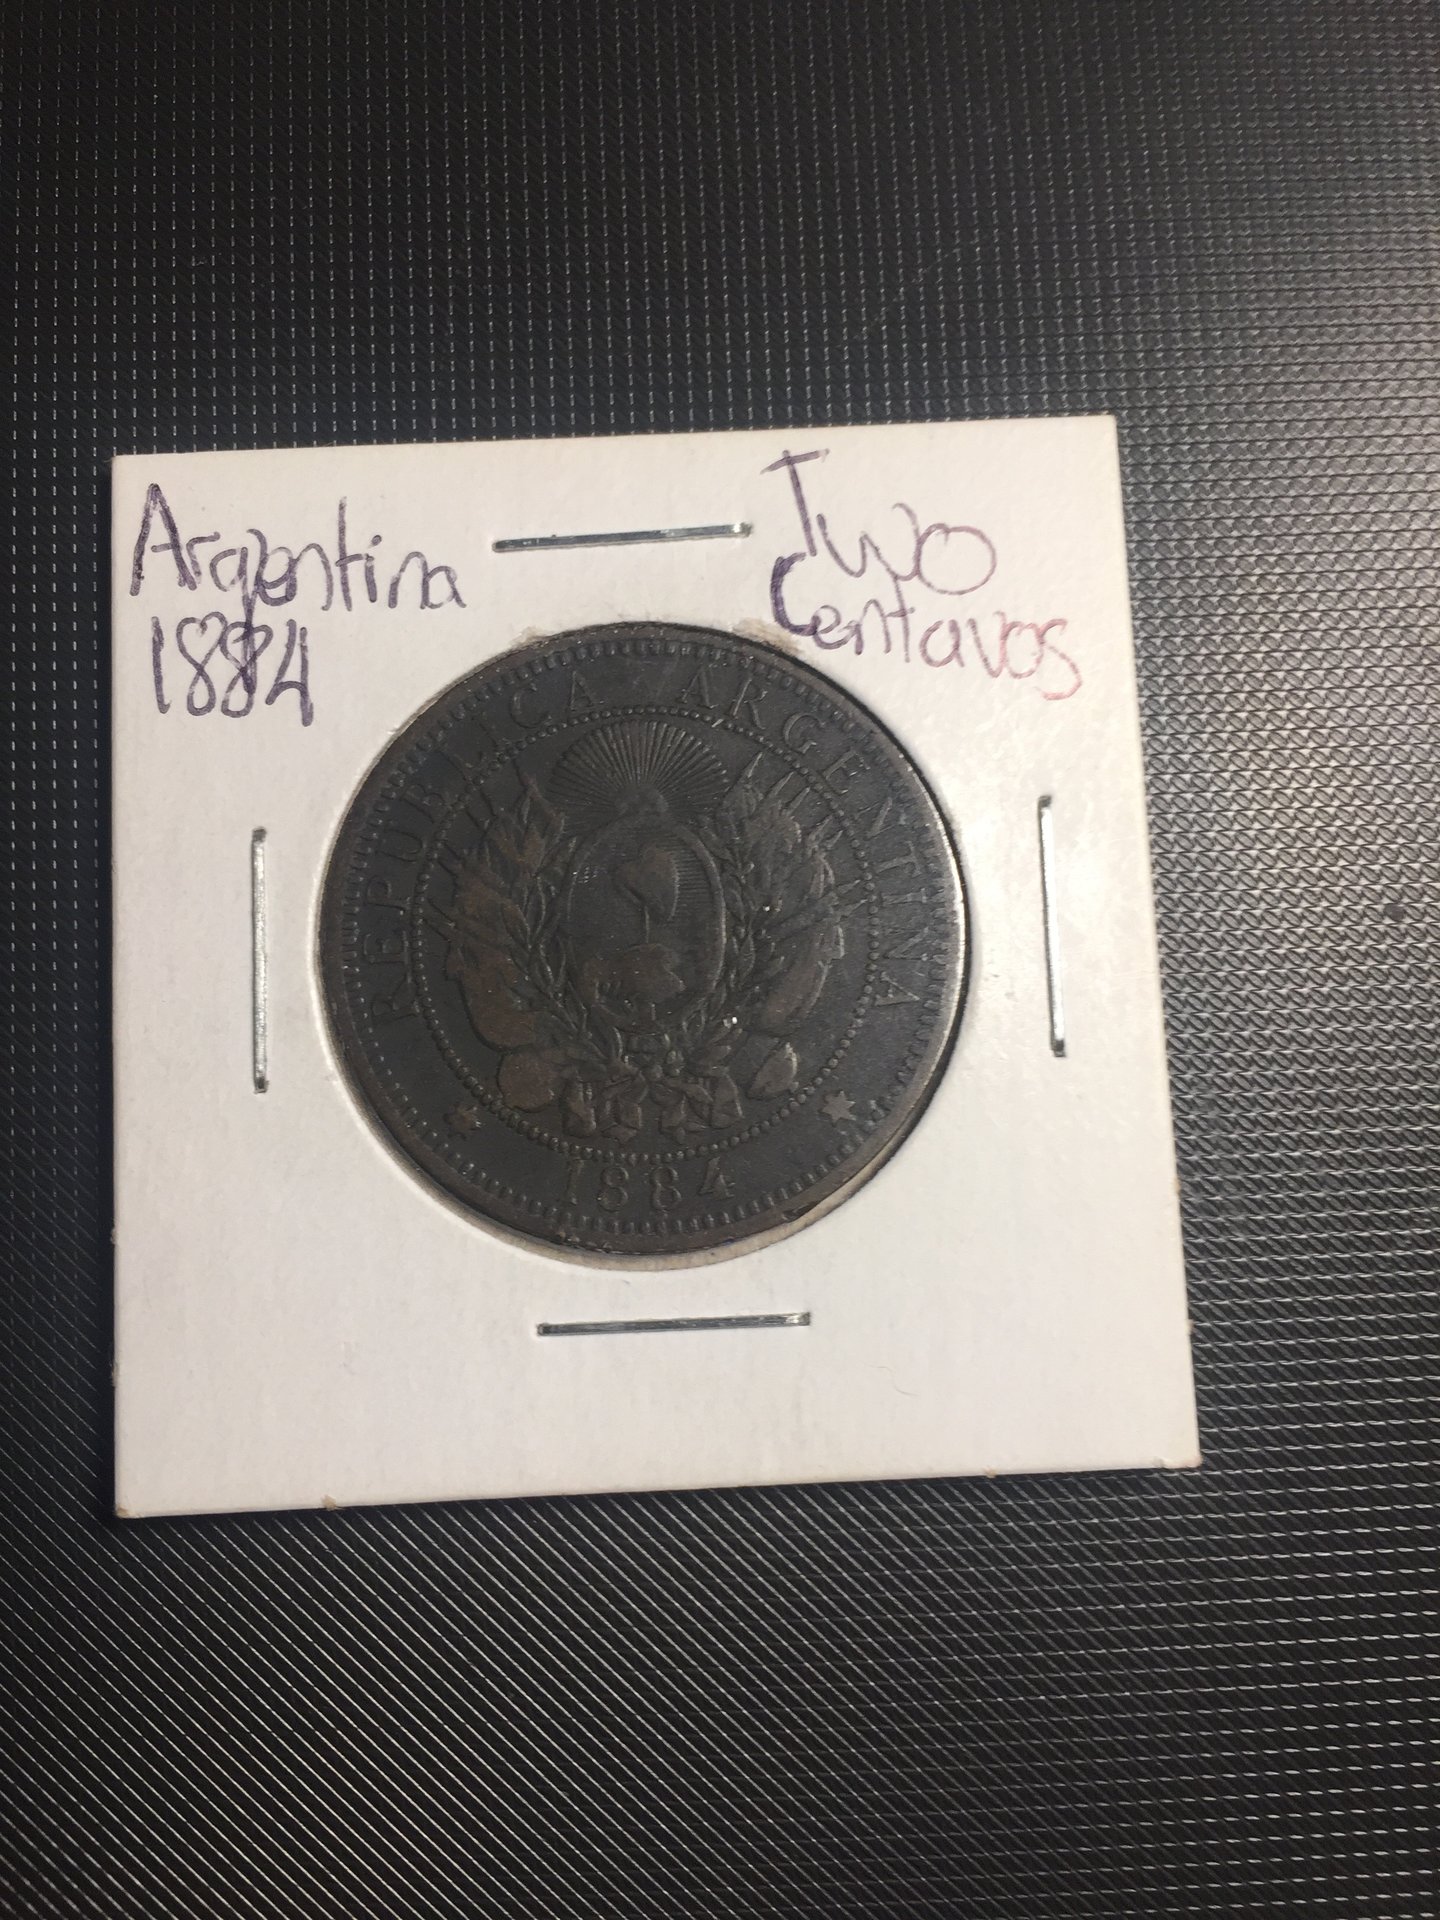 Argentina
1884
Two
Centavos
REPUBLICA ARGENTINA
1884